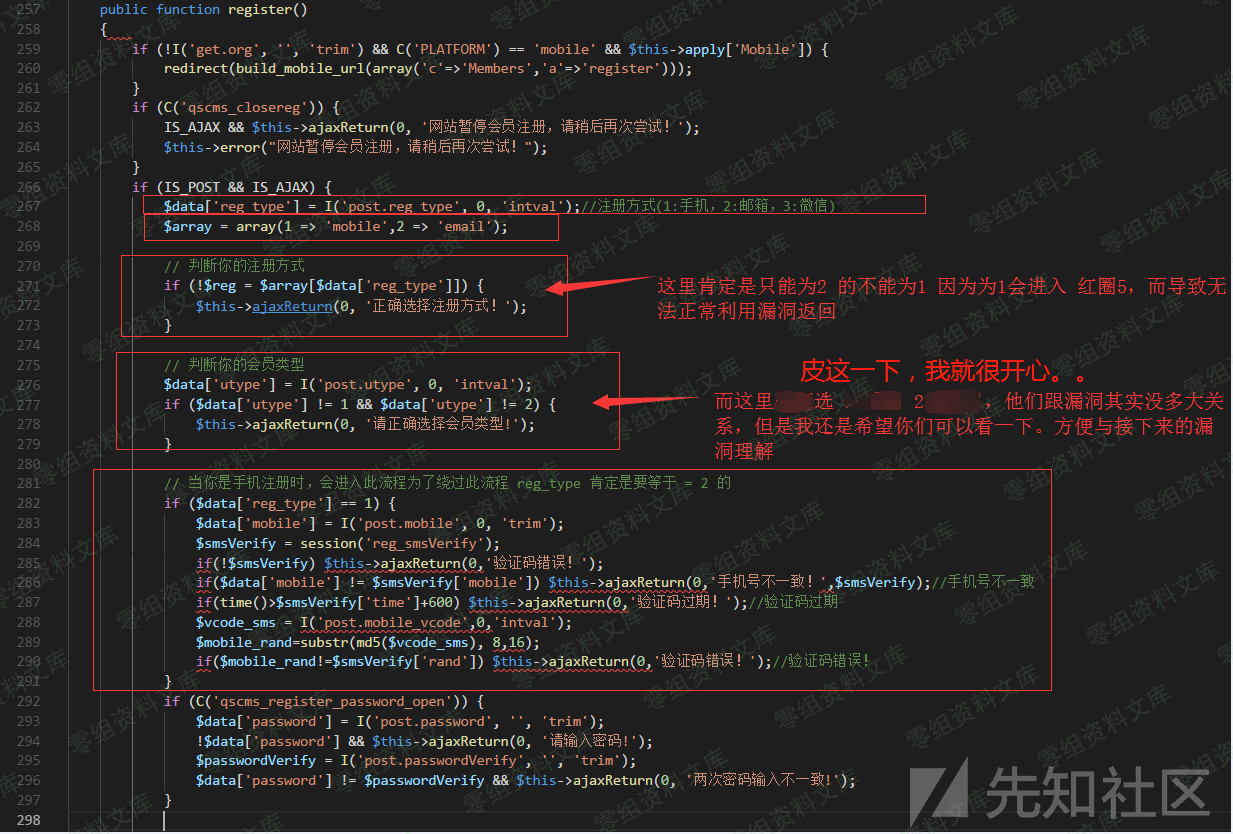 257 public function register()
258 {
259 if (!I('get.org', '', 'trim') && C('PLATFORM') == 'mobile' && $this->apply['Mobile']) {
260 redirect(build_mobile_url(array('c'=>'Members','a'=>'register')));
261 }
262 if (C('qscms_closereg')) {
263 IS_AJAX && $this->ajaxReturn(0, '网站暂停会员注册，请稍后再次尝试！');
264 $this->error("网站暂停会员注册，请稍后再次尝试！");
265 }
266 if (IS_POST && IS_AJAX) {
267 $data['reg_type'] = I('post.reg_type', 0, 'intval');//注册方式(1:手机，2:邮箱，3:微信)
268 $array = array(1 => 'mobile',2 => 'email');
269
270 // 判断你的注册方式
271 if (!$reg = $array[$data['reg_type']]) {
272 $this->ajaxReturn(0, '正确选择注册方式！');
273 }
这里肯定是只能为2 的不能为1 因为为1会进入 红圈5，而导致无
法正常利用漏洞返回
274
275 // 判断你的会员类型
276 $data['utype'] = I('post.utype', 0, 'intval');
277 if ($data['utype'] != 1 && $data['utype'] != 2) {
278 $this->ajaxReturn(0, '请正确选择会员类型!');
279 }
皮这一下，我就很开心。。
而这里 选 2 ，他们跟漏洞其实没多大关
系，但是我还是希望你们可以看一下。方便与接下来的漏
洞理解
280
281 // 当你是手机注册时，会进入此流程为了绕过此流程 reg_type 肯定是要等于 = 2 的
282 if ($data['reg_type'] == 1) {
283 $data['mobile'] = I('post.mobile', 0, 'trim');
284 $smsVerify = session('reg_smsVerify');
285 if(!$smsVerify) $this->ajaxReturn(0,'验证码错误！');
286 if($data['mobile'] != $smsVerify['mobile']) $this->ajaxReturn(0,'手机号不一致！',$smsVerify);//手机号不一致
287 if(time()>$smsVerify['time']+600) $this->ajaxReturn(0,'验证码过期！');//验证码过期
288 $vcode_sms = I('post.mobile_vcode',0,'intval');
289 $mobile_rand=substr(md5($vcode_sms), 8,16);
290 if($mobile_rand!=$smsVerify['rand']) $this->ajaxReturn(0,'验证码错误！');//验证码错误！
291 }
292 if (C('qscms_register_password_open')) {
293 $data['password'] = I('post.password', '', 'trim');
294 !$data['password'] && $this->ajaxReturn(0, '请输入密码!');
295 $passwordVerify = I('post.passwordVerify', '', 'trim');
296 $data['password'] != $passwordVerify && $this->ajaxReturn(0, '两次密码输入不一致!');
297 }
298
先知社区
零组资料文库